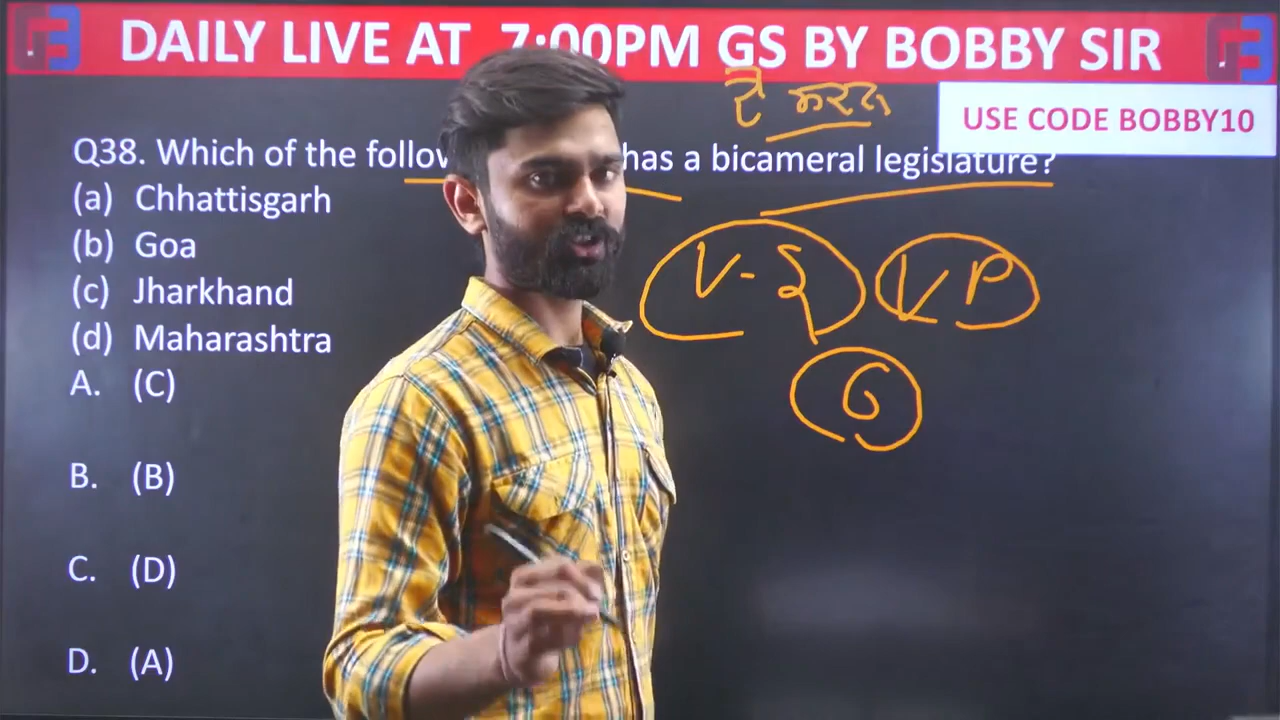 DAILY LIVE AT 7:00PM GS BY BOBBY SIR
USE CODE BOBBY10
Q38. Which of the follow has a bicameral legislature?
(a) Chhattisgarh
(b) Goa
(c) Jharkhand
(d) Maharashtra
A. (C)
B. (B)
C. (D)
D. (A)
VP
6